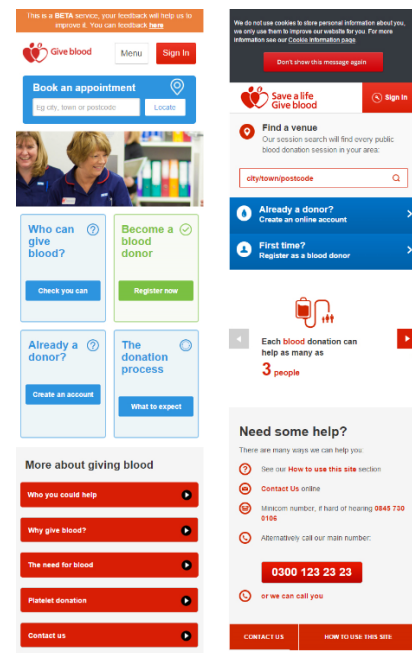 This is a BETA service, your feedback will help us to
improve it. You can feedback here
Give blood
Menu
Sign In
Book an appointment
Eg city, town or postcode
Locate
Who can
give
blood?
Check you can
Become a
blood
donor
Register now
Already a
donor?
Create an account
The
donation
process
What to expect
More about giving blood
Who you could help
Why give blood?
The need for blood
Platelet donation
Contact us
We do not use cookies to store personal information about you,
we only use them to improve our website for you. For more
information see our Cookie information page.
Don't show this message again
Save a life
Give blood
Sign In
Find a venue
Our session search will find every public
blood donation session in your area:
city/town/postcode
Already a donor?
Create an online account
First time?
Register as a blood donor
Each blood donation can
help as many as
3 people
Need some help?
There are many ways we can help you:
See our How to use this site section
Contact Us online
Minicom number, if hard of hearing 0845 730
0106
Alternatively call our main number:
0300 123 23 23
or we can call you
CONTACT US
HOW TO USE THIS SITE